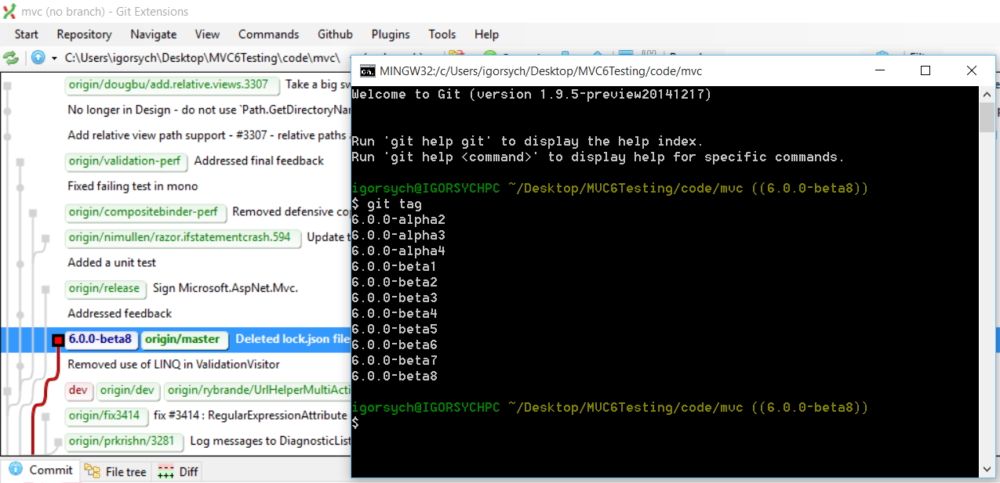 mvc (no branch) - Git Extensions
Start Repository Navigate View Commands Github Plugins Tools Help
C:\Users\igorsych\Desktop\MVC6Testing\code\mvc\
origin/dougbu/add.relative.views.3307 Take a big
No longer in Design - do not use `Path.GetDirectoryNa
Add relative view path support - #3307 - relative paths
origin/validation-perf Addressed final feedback
Fixed failing test in mono
origin/compositebinder-perf Removed defensive
origin/nimullen/razor.ifstatementcrash.594 Update
Added a unit test
origin/release Sign Microsoft.AspNet.Mvc.
Addressed feedback
6.0.0-beta8 origin/master Deleted lock.json file
Removed use of LINQ in ValidationVisitor
dev origin/dev origin/rybrande/UrlHelperMultiActi
origin/fix3414 fix #3414 : RegularExpressionAttribute
origin/prkrishn/3281 Log messages to DiagnosticList
Commit File tree Diff
MINGW32:/c/Users/igorsych/Desktop/MVC6Testing/code/mvc
Welcome to Git (version 1.9.5-preview20141217)
Run 'git help git' to display the help index.
Run 'git help <command>' to display help for specific commands.
igorsych@IGORSYCHPC ~/Desktop/MVC6Testing/code/mvc ((6.0.0-beta8))
$ git tag
6.0.0-alpha2
6.0.0-alpha3
6.0.0-alpha4
6.0.0-beta1
6.0.0-beta2
6.0.0-beta3
6.0.0-beta4
6.0.0-beta5
6.0.0-beta6
6.0.0-beta7
6.0.0-beta8
igorsych@IGORSYCHPC ~/Desktop/MVC6Testing/code/mvc ((6.0.0-beta8))
$